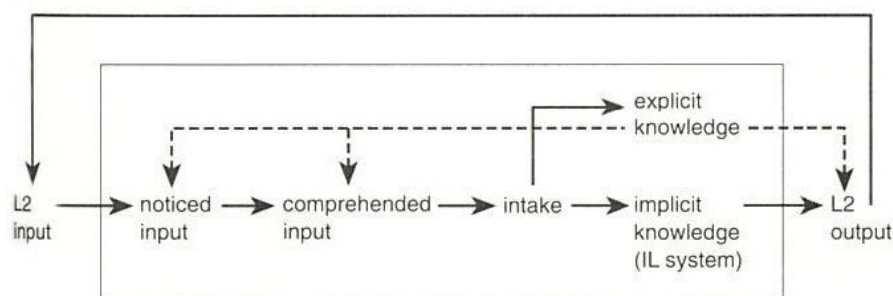 explicit
knowledge
L2
input
noticed
input
comprehended
input
intake
implicit
knowledge
(IL system)
L2
output